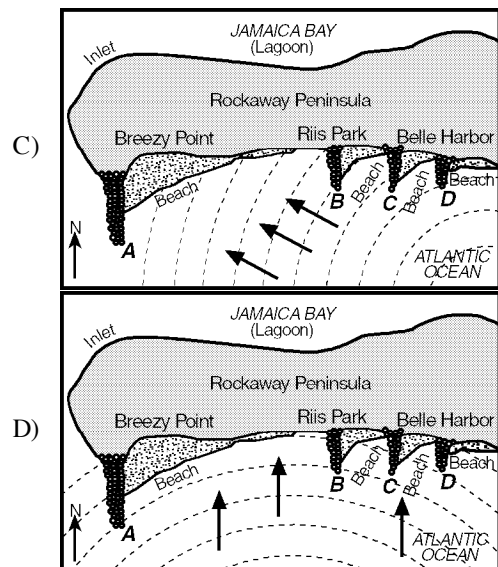 C)
JAMAICA BAY
(Lagoon)
Inlet
Rockaway Peninsula
Breezy Point
Riis Park
Belle Harbor
Beach
Beach
Beach
Beach
A
B
C
D
N
ATLANTIC
OCEAN
D)
JAMAICA BAY
(Lagoon)
Inlet
Rockaway Peninsula
Breezy Point
Riis Park
Belle Harbor
Beach
Beach
Beach
Beach
A
B
C
D
N
ATLANTIC
OCEAN